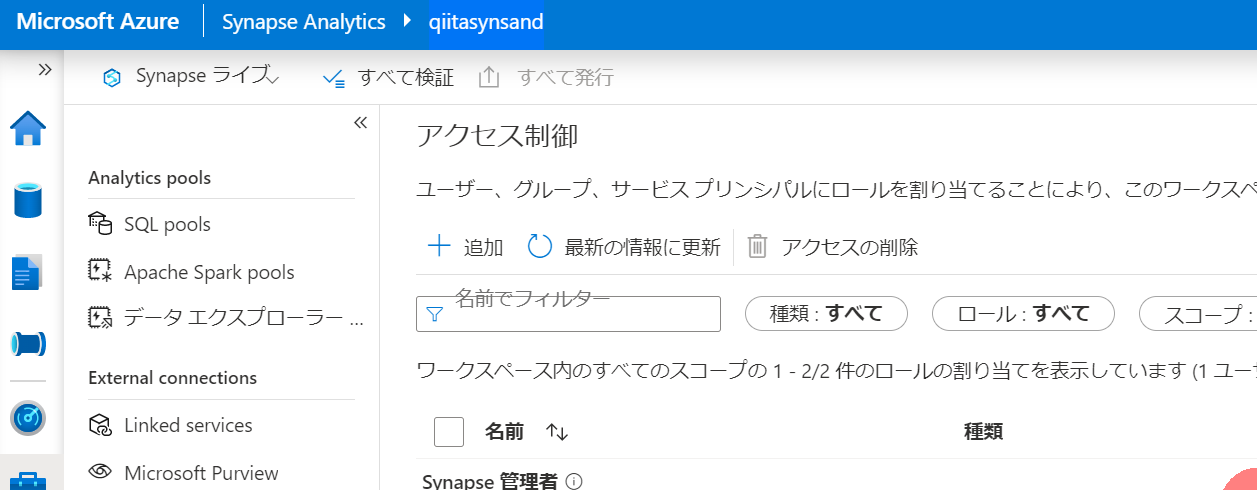 Microsoft Azure Synapse Analytics qiitasynsand
Synapse ライブ すべて検証 すべて発行
Analytics pools
SQL pools
Apache Spark pools
データ エクスプローラー ...
External connections
Linked services
Microsoft Purview
アクセス制御
ユーザー、グループ、サービス プリンシパルにロールを割り当てることにより、このワークスペ
追加 最新の情報に更新 アクセスの削除
名前でフィルター 種類 : すべて ロール : すべて スコープ :
ワークスペース内のすべてのスコープの 1 - 2/2 件のロールの割り当てを表示しています (1 ユーザ
名前 種類
Synapse 管理者